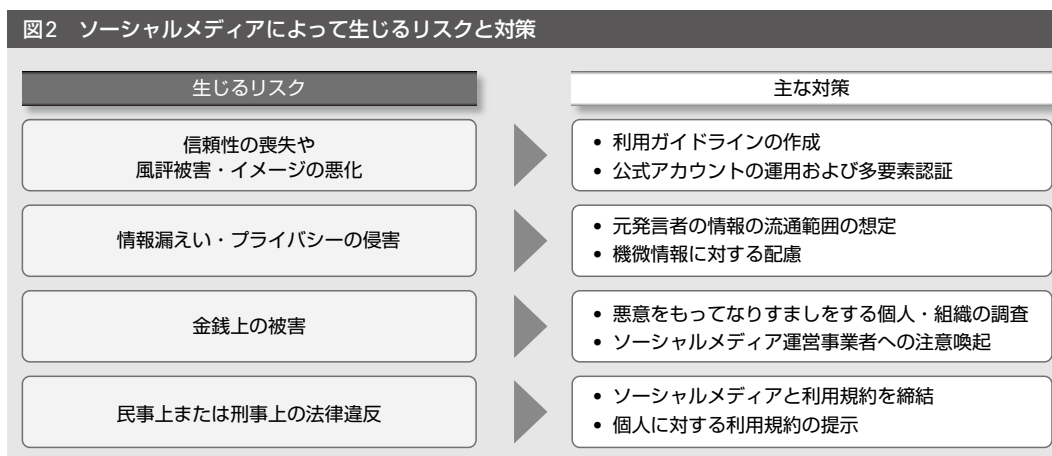 図2 ソーシャルメディアによって生じるリスクと対策
生じるリスク
主な対策
信頼性の喪失や
風評被害・イメージの悪化
• 利用ガイドラインの作成
• 公式アカウントの運用および多要素認証
情報漏えい・プライバシーの侵害
• 元発言者の情報の流通範囲の想定
• 機微情報に対する配慮
金銭上の被害
• 悪意をもってなりすましをする個人・組織の調査
• ソーシャルメディア運営事業者への注意喚起
民事上または刑事上の法律違反
• ソーシャルメディアと利用規約を締結
• 個人に対する利用規約の提示